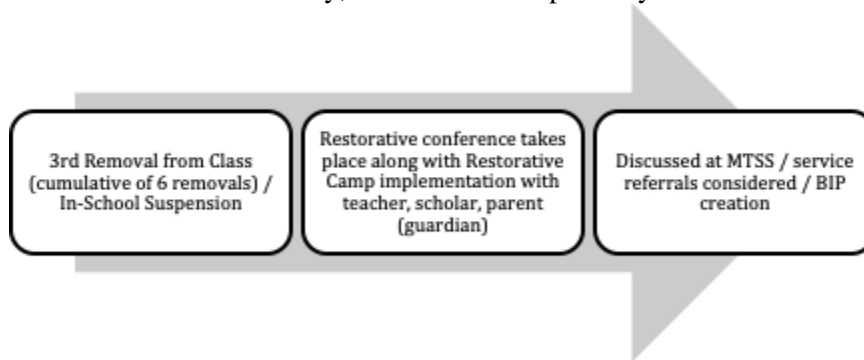 3rd Removal from Class
(cumulative of 6 removals) /
In-School Suspension
Restorative conference takes
place along with Restorative
Camp implementation with
teacher, scholar, parent
(guardian)
Discussed at MTSS / service
referrals considered / BIP
creation